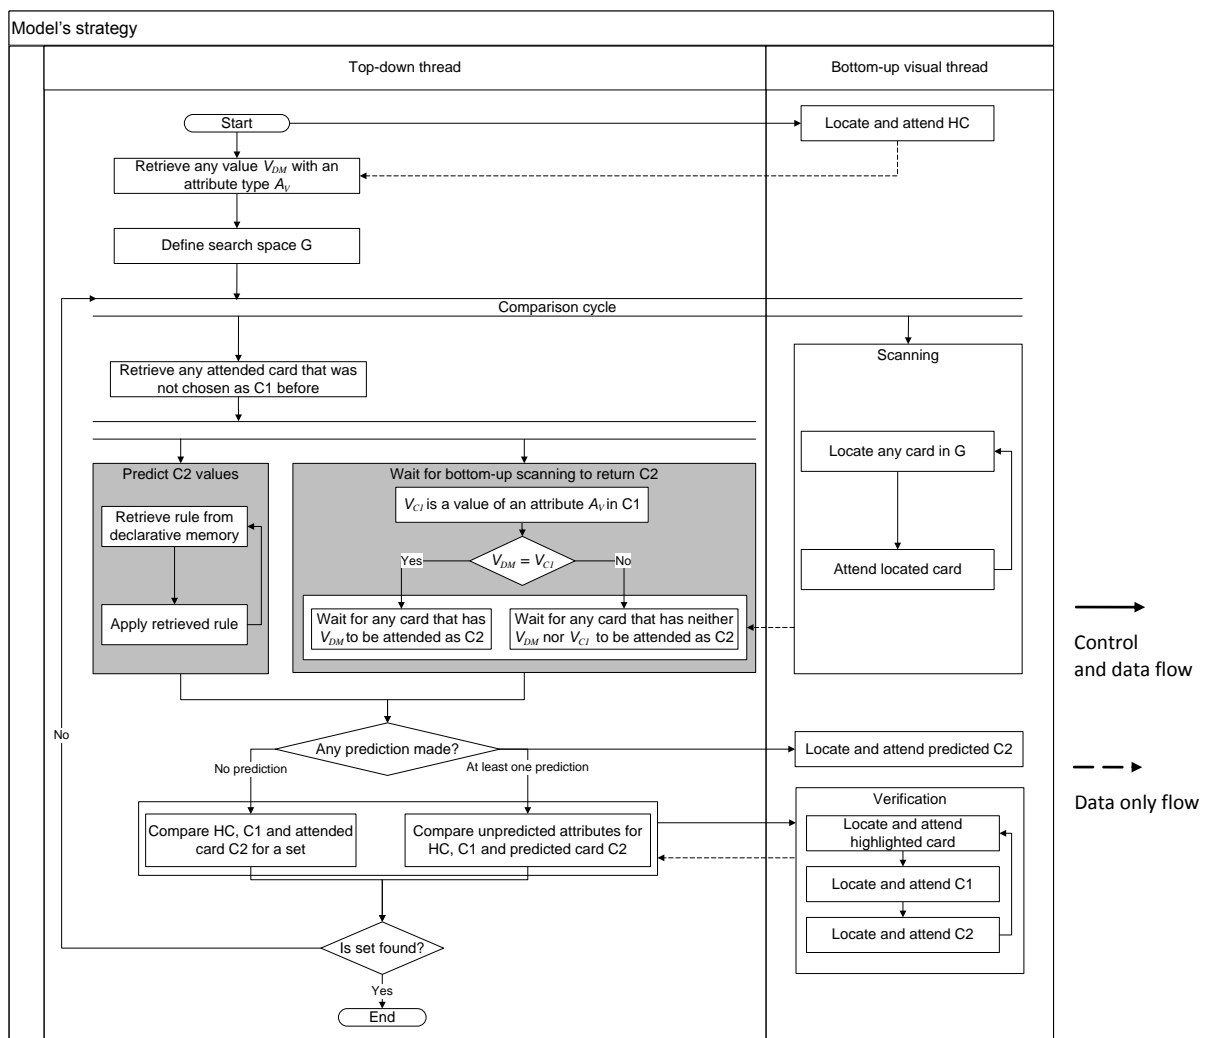 Model's strategy
Top-down thread
Bottom-up visual thread
Start
Locate and attend HC
Retrieve any value V_DM with an
attribute type A_V
Define search space G
Comparison cycle
Retrieve any attended card that was
not chosen as C1 before
Scanning
Locate any card in G
Attend located card
Predict C2 values
Retrieve rule from
declarative memory
Apply retrieved rule
Wait for bottom-up scanning to return C2
V_C1 is a value of an attribute A_V in C1
V_DM = V_C1
Yes
No
Wait for any card that has
V_DM to be attended as C2
Wait for any card that has neither
V_DM nor V_C1 to be attended as C2
Control
and data flow
No
Any prediction made?
No prediction
At least one prediction
Locate and attend predicted C2
Data only flow
Compare HC, C1 and attended
card C2 for a set
Compare unpredicted attributes for
HC, C1 and predicted card C2
Verification
Locate and attend
highlighted card
Locate and attend C1
Locate and attend C2
Is set found?
Yes
End